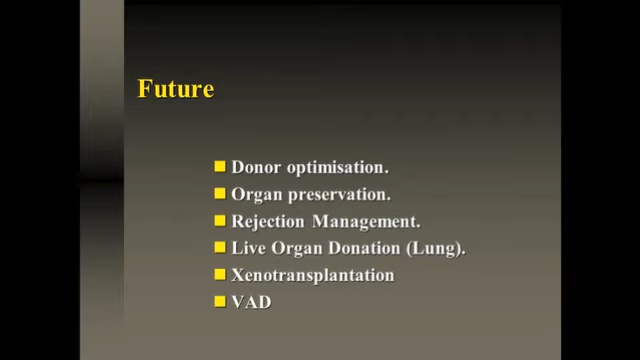 Future
Donor optimisation.
Organ preservation.
Rejection Management.
Live Organ Donation (Lung).
Xenotransplantation
VAD